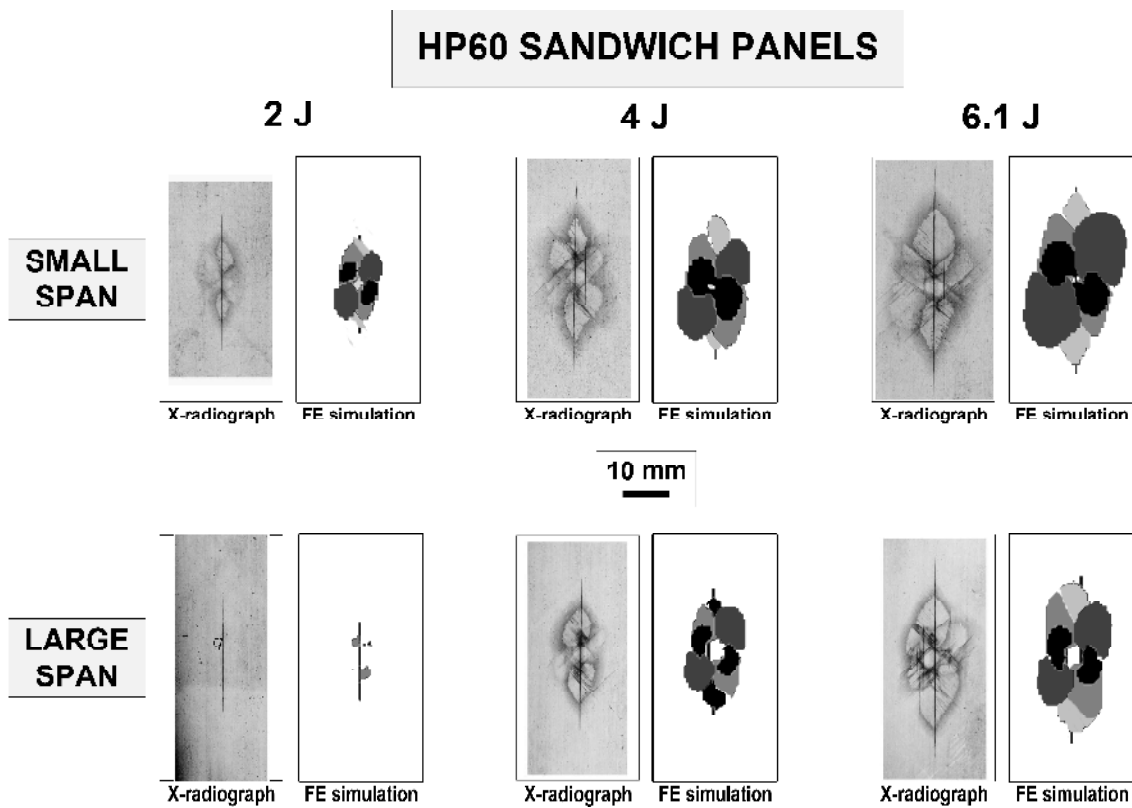 HP60 SANDWICH PANELS
2 J
4 J
6.1 J
SMALL
SPAN
X-radiograph
FE simulation
X-radiograph
FE simulation
X-radiograph
FE simulation
10 mm
LARGE
SPAN
X-radiograph
FE simulation
X-radiograph
FE simulation
X-radiograph
FE simulation